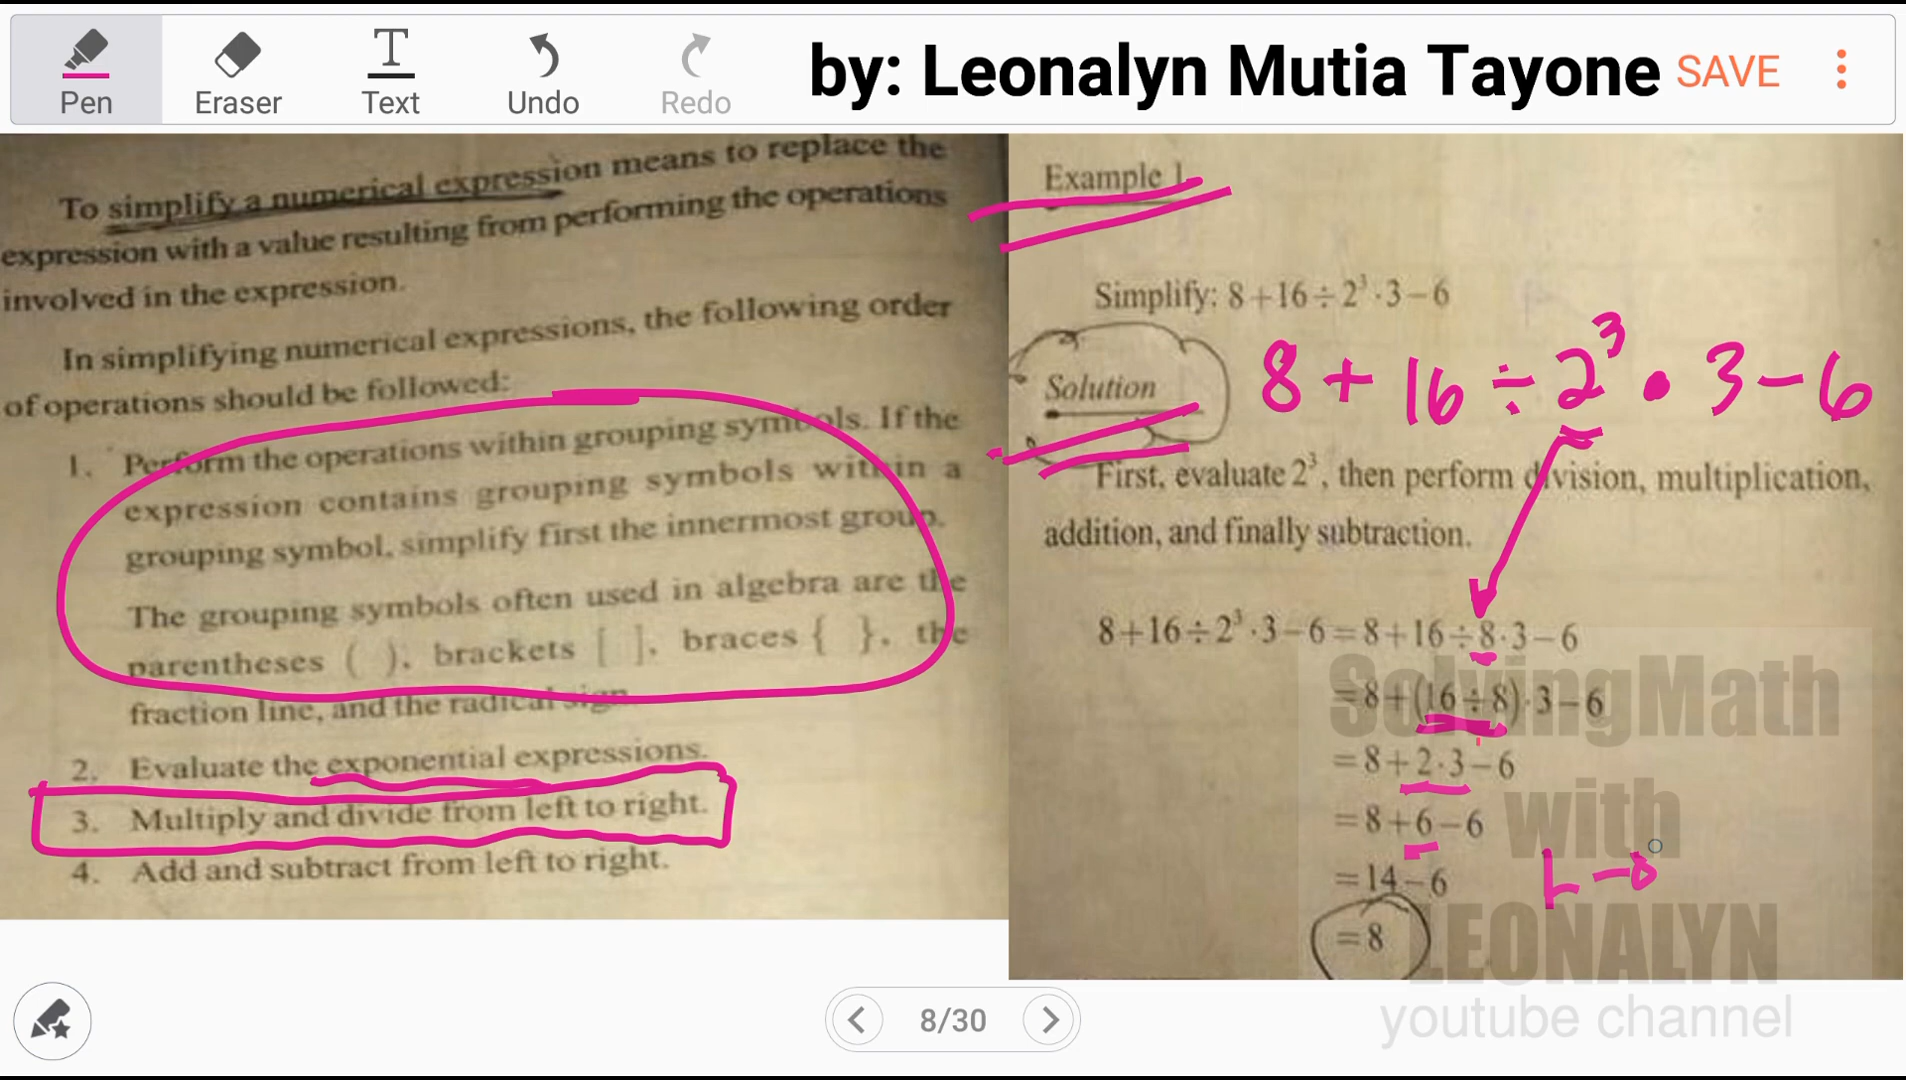 Pen
Eraser
Text
Undo
Redo
by: Leonalyn Mutia Tayone
SAVE
To simplify a numerical expression means to replace the
expression with a value resulting from performing the operations
involved in the expression.
In simplifying numerical expressions, the following order
of operations should be followed:
1. Perform the operations within grouping symbols. If the
expression contains grouping symbols within a
grouping symbol, simplify first the innermost group.
The grouping symbols often used in algebra are the
parentheses ( ), brackets [ ], braces { }, the
fraction line, and the radical sign.
2. Evaluate the exponential expressions.
3. Multiply and divide from left to right.
4. Add and subtract from left to right.
Example 1
Simplify: 8+16÷2³·3–6
8 + 16 ÷ 2³ • 3 – 6
Solution
First, evaluate 2³, then perform division, multiplication,
addition, and finally subtraction.
8+16÷2³·3–6=8+16÷8·3–6
=8+(16÷8)·3–6
=8+2·3–6
=8+6–6
=14–6
=8
SolvingMath
with
LEONALYN
youtube channel
8/30